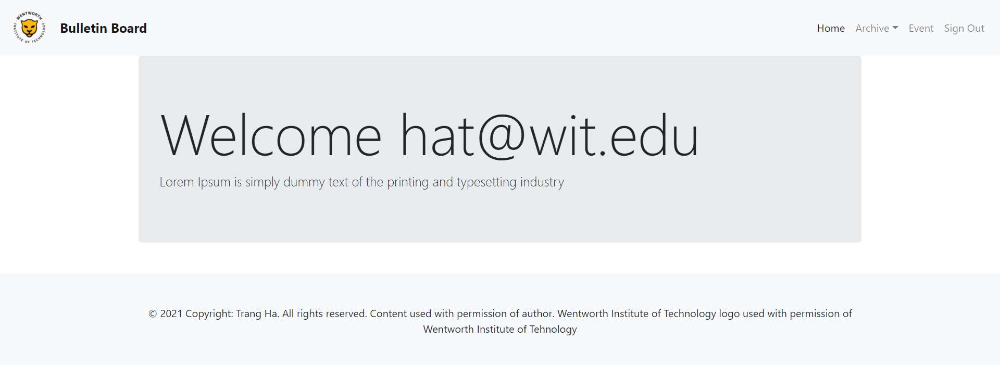 WENTWORTH INSTITUTE OF TECHNOLOGY
Bulletin Board
Home Archive Event Sign Out
Welcome hat@wit.edu
Lorem Ipsum is simply dummy text of the printing and typesetting industry
© 2021 Copyright: Trang Ha. All rights reserved. Content used with permission of author. Wentworth Institute of Technology logo used with permission of
Wentworth Institute of Tehnology